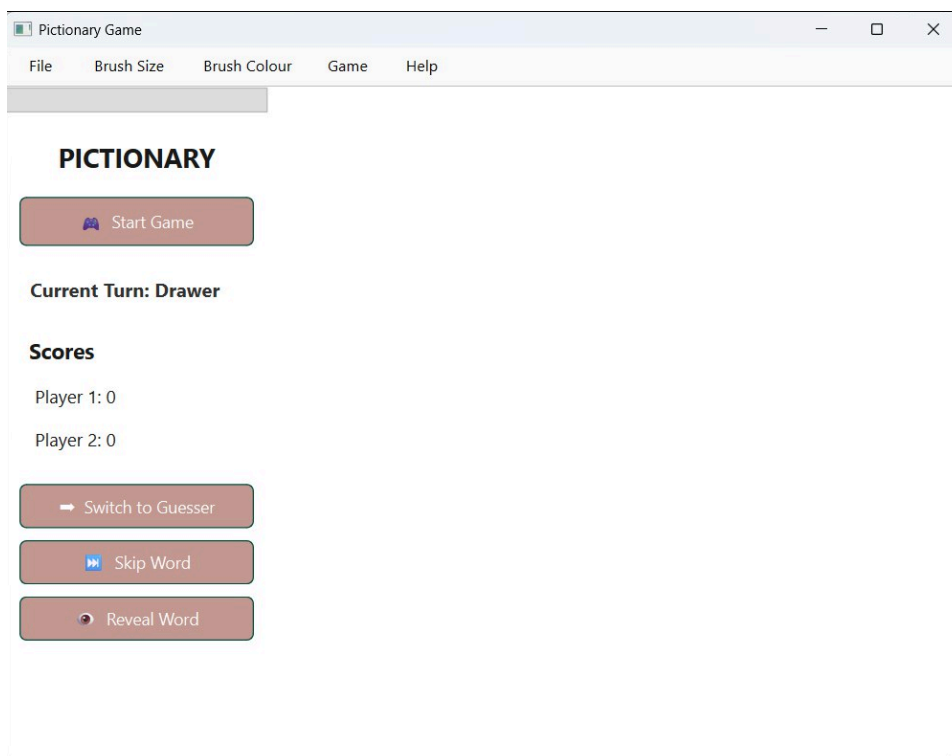 Pictionary Game
File Brush Size Brush Colour Game Help
PICTIONARY
Start Game
Current Turn: Drawer
Scores
Player 1: 0
Player 2: 0
Switch to Guesser
Skip Word
Reveal Word